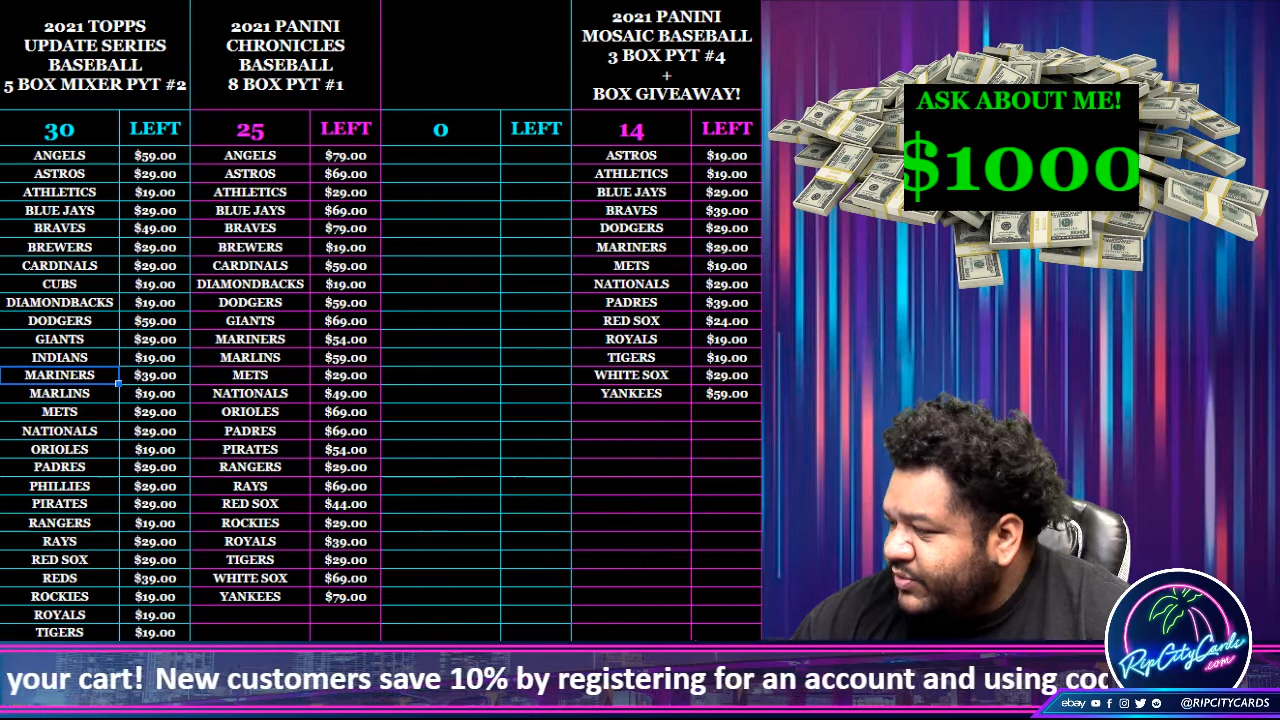 2021 TOPPS
UPDATE SERIES
BASEBALL
5 BOX MIXER PYT #2
30 LEFT
ANGELS $59.00
ASTROS $29.00
ATHLETICS $19.00
BLUE JAYS $29.00
BRAVES $49.00
BREWERS $29.00
CARDINALS $29.00
CUBS $19.00
DIAMONDBACKS $19.00
DODGERS $59.00
GIANTS $29.00
INDIANS $19.00
MARINERS $39.00
MARLINS $19.00
METS $29.00
NATIONALS $29.00
ORIOLES $19.00
PADRES $29.00
PHILLIES $29.00
PIRATES $29.00
RANGERS $19.00
RAYS $29.00
RED SOX $29.00
REDS $39.00
ROCKIES $19.00
ROYALS $19.00
TIGERS $19.00
2021 PANINI
CHRONICLES
BASEBALL
8 BOX PYT #1
25 LEFT
ANGELS $79.00
ASTROS $69.00
ATHLETICS $29.00
BLUE JAYS $69.00
BRAVES $79.00
BREWERS $19.00
CARDINALS $59.00
DIAMONDBACKS $19.00
DODGERS $59.00
GIANTS $69.00
MARINERS $54.00
MARLINS $59.00
METS $29.00
NATIONALS $49.00
ORIOLES $69.00
PADRES $69.00
PIRATES $54.00
RANGERS $29.00
RAYS $69.00
RED SOX $44.00
ROCKIES $29.00
ROYALS $39.00
TIGERS $29.00
WHITE SOX $69.00
YANKEES $79.00
0 LEFT
2021 PANINI
MOSAIC BASEBALL
3 BOX PYT #4
+
BOX GIVEAWAY!
14 LEFT
ASTROS $19.00
ATHLETICS $19.00
BLUE JAYS $29.00
BRAVES $39.00
DODGERS $29.00
MARINERS $29.00
METS $19.00
NATIONALS $29.00
PADRES $39.00
RED SOX $24.00
ROYALS $19.00
TIGERS $19.00
WHITE SOX $29.00
YANKEES $59.00
ASK ABOUT ME!
$1000
RipCityCards
.com
your cart! New customers save 10% by registering for an account and using
ebay @RIPCITYCARDS